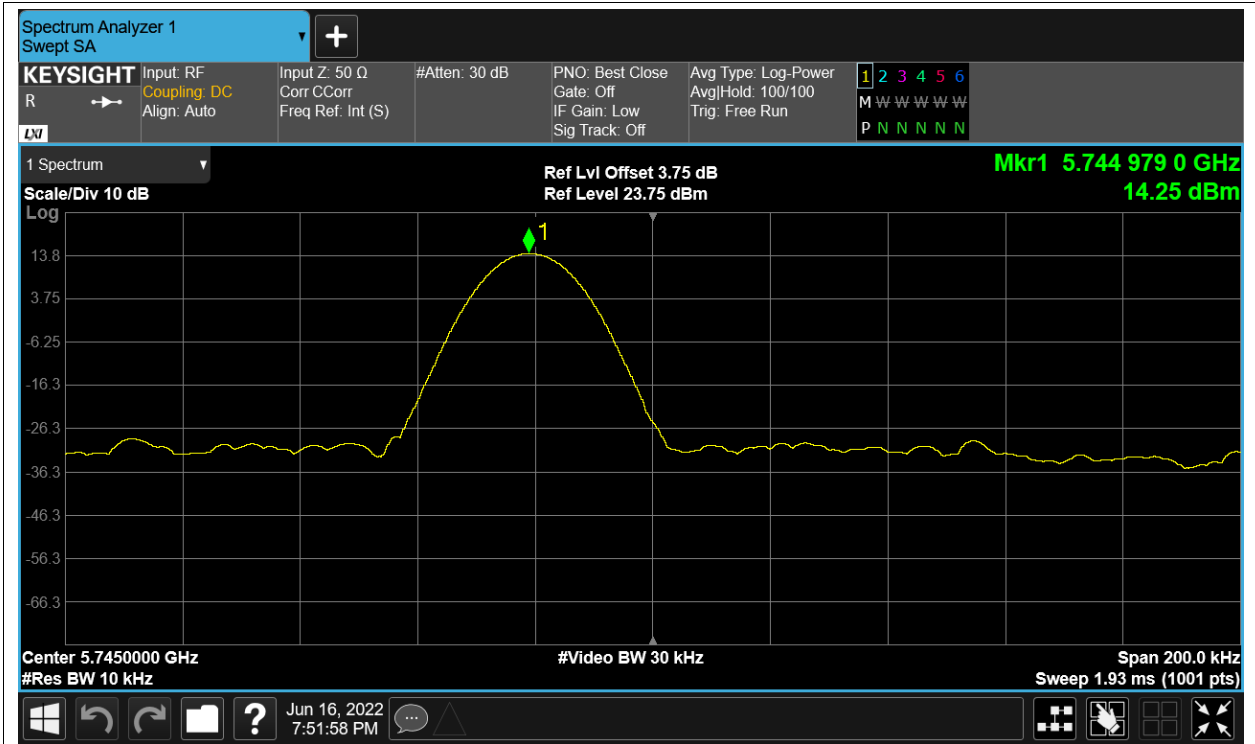 Spectrum Analyzer 1
Swept SA
KEYSIGHT
R
LXI
Input: RF
Coupling: DC
Align: Auto
Input Z: 50 Ω
Corr CCorr
Freq Ref: Int (S)
#Atten: 30 dB
PNO: Best Close
Gate: Off
IF Gain: Low
Sig Track: Off
Avg Type: Log-Power
Avg|Hold: 100/100
Trig: Free Run
1 2 3 4 5 6
M W W W W W
P N N N N N
1 Spectrum
Scale/Div 10 dB
Log
Ref Lvl Offset 3.75 dB
Ref Level 23.75 dBm
Mkr1 5.744 979 0 GHz
14.25 dBm
1
13.8
3.75
-6.25
-16.3
-26.3
-36.3
-46.3
-56.3
-66.3
Center 5.7450000 GHz
#Res BW 10 kHz
#Video BW 30 kHz
Span 200.0 kHz
Sweep 1.93 ms (1001 pts)
?
Jun 16, 2022
7:51:58 PM